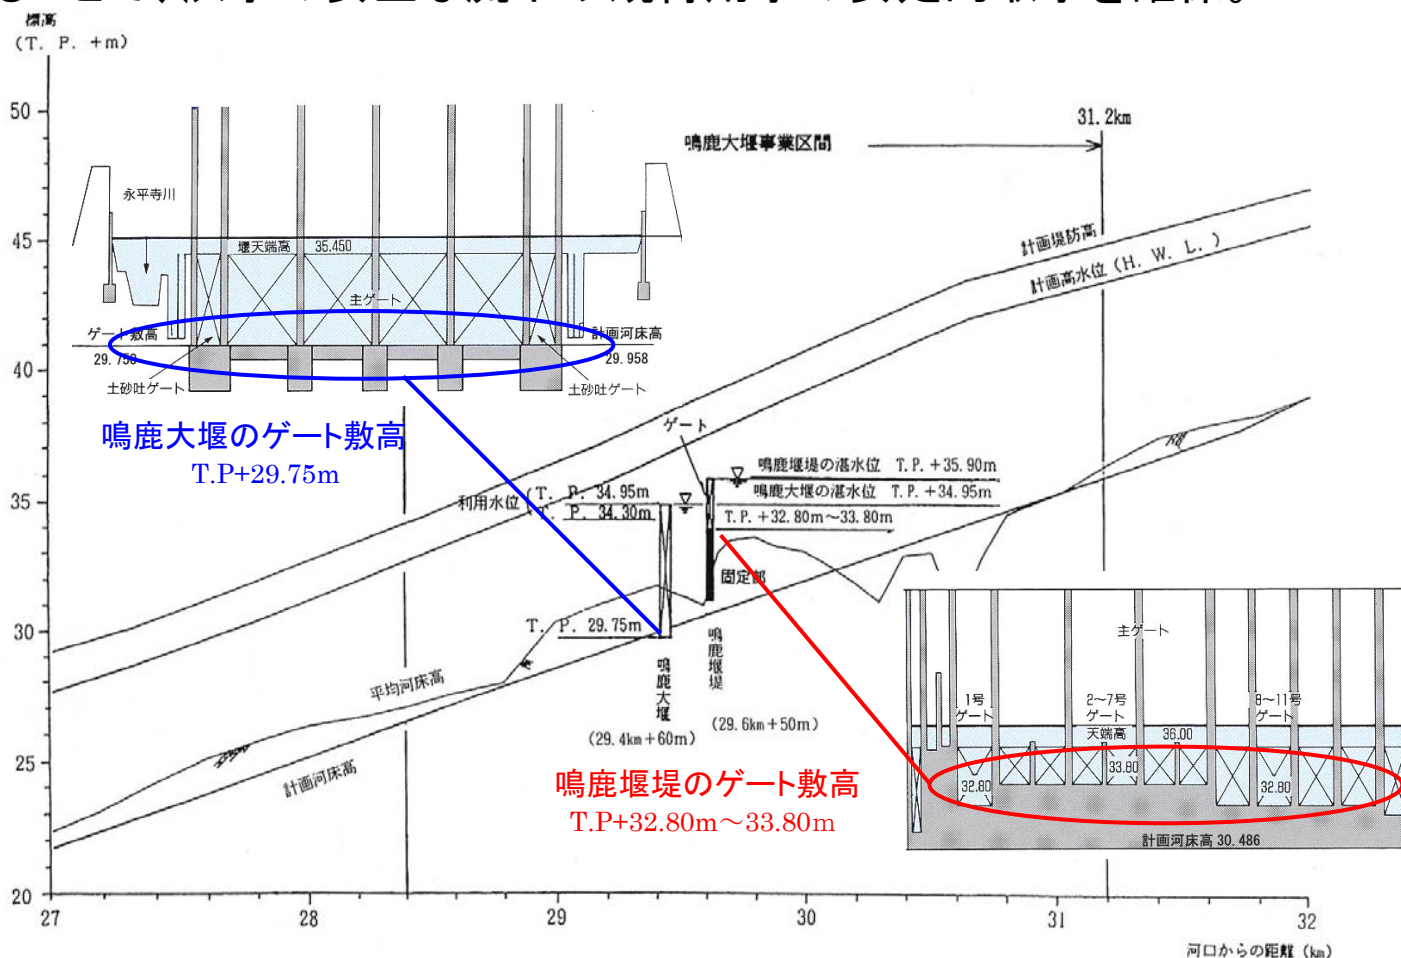 標高
(T. P. +m)
50
45
40
35
30
25
20
27
28
29
30
31
32
河口からの距離 (km)
31.2km
鳴鹿大堰事業区間
計画堤防高
計画高水位 (H. W. L. )
永平寺川
堰天端高 35.450
主ゲート
ゲート敷高
29.750
計画河床高
29.958
土砂吐ゲート
土砂吐ゲート
鳴鹿大堰のゲート敷高
T.P+29.75m
ゲート
利用水位
(T. P. 34.95m
(T. P. 34.30m)
鳴鹿堰堤の湛水位 T.P. +35.90m
鳴鹿大堰の湛水位 T.P. +34.95m
T.P. +32.80m～33.80m
固定部
T. P. 29.75m
鳴鹿大堰
(29.4km+60m)
鳴鹿堰堤
(29.6km+50m)
平均河床高
計画河床高
鳴鹿堰堤のゲート敷高
T.P+32.80m～33.80m
主ゲート
1号
ゲート
2～7号
ゲート
8～11号
ゲート
天端高 36.00
32.80
33.80
32.80
計画河床高 30.486